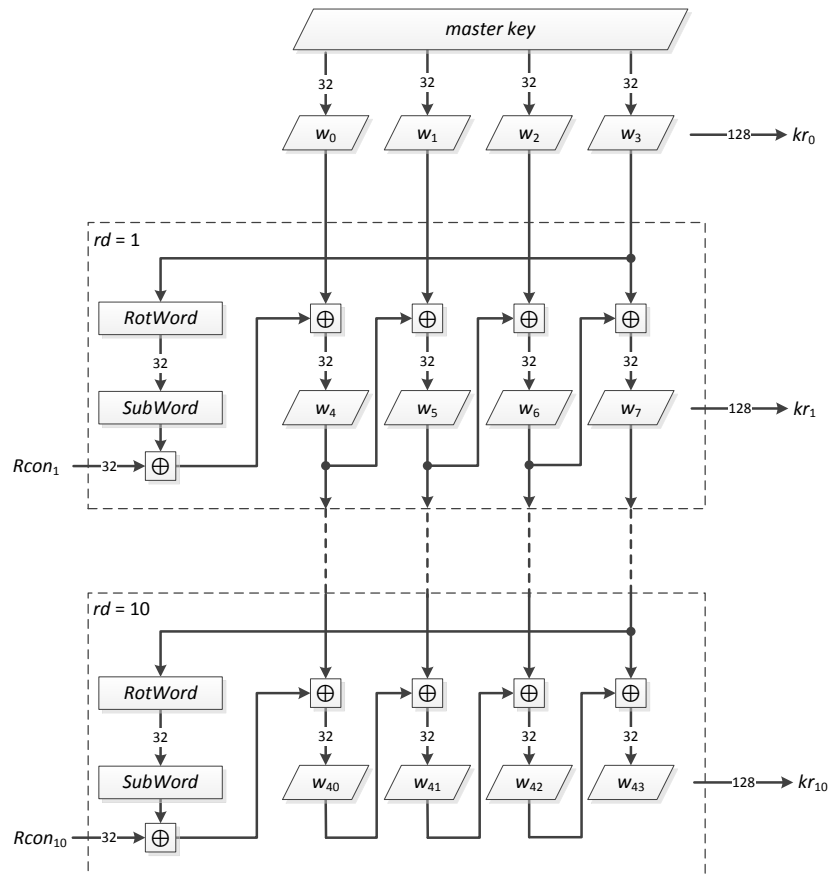 master key
32 32 32 32
w0 w1 w2 w3 128 kr0
rd = 1
RotWord ⊕ ⊕ ⊕ ⊕
32 32 32 32 32
SubWord w4 w5 w6 w7 128 kr1
Rcon1 32 ⊕
rd = 10
RotWord ⊕ ⊕ ⊕ ⊕
32 32 32 32 32
SubWord w40 w41 w42 w43 128 kr10
Rcon10 32 ⊕